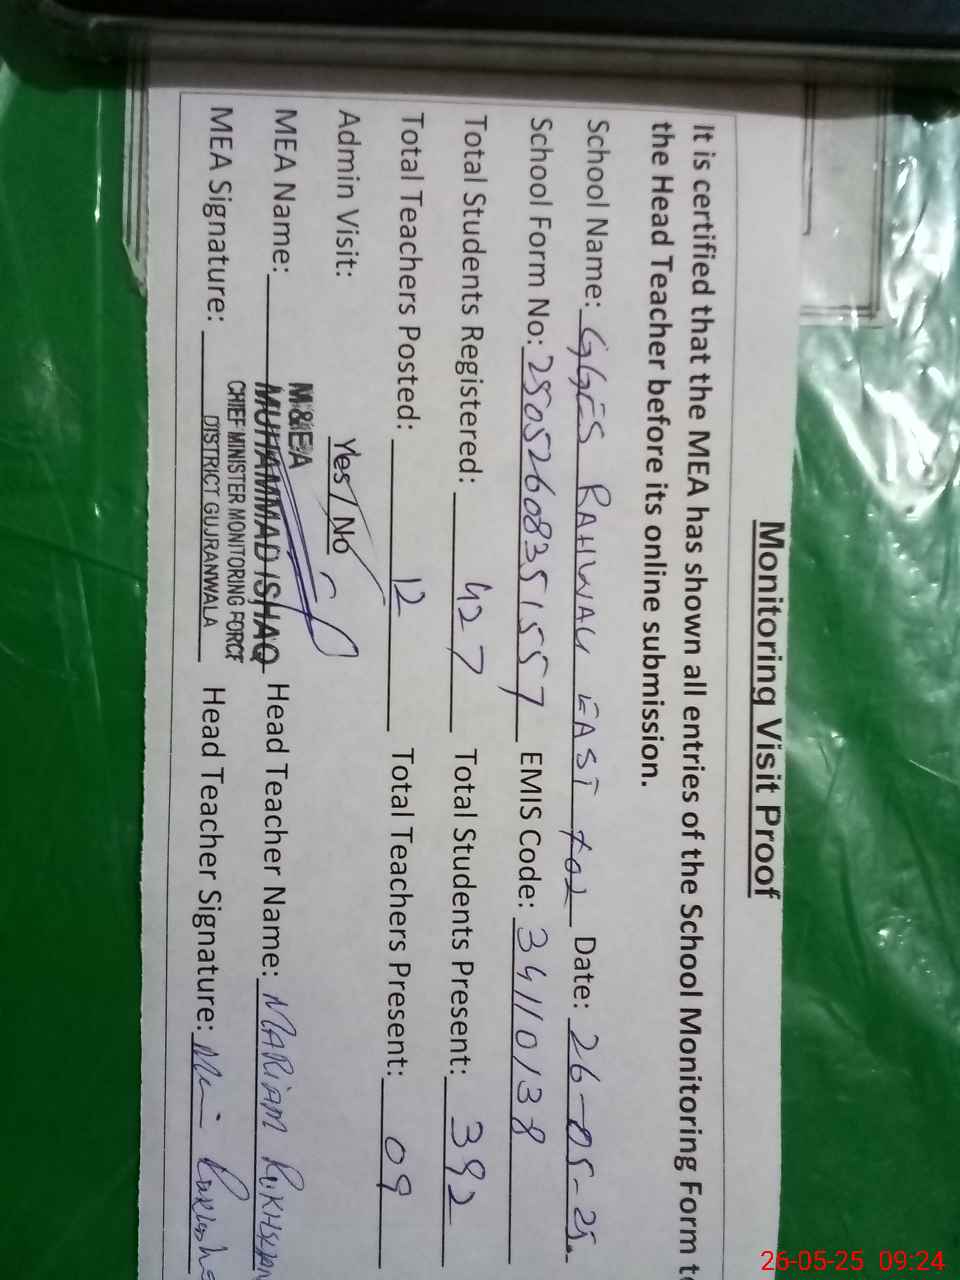 Monitoring Visit Proof
It is certified that the MEA has shown all entries of the School Monitoring Form t
the Head Teacher before its online submission.
School Name: GGES RAHWALI EAST Date: 26-05-25
School Form No: 25052608351557 EMIS Code: 34110138
Total Students Registered: 427 Total Students Present: 392
Total Teachers Posted: 12 Total Teachers Present: 09
Admin Visit: Yes / No
M&EA
MEA Name: MUHAMMAD ISHAQ Head Teacher Name: MARIAM
CHIEF MINISTER MONITORING FORCE
MEA Signature: DISTRICT GUJRANWALA Head Teacher Signature:
26-05-25 09:24